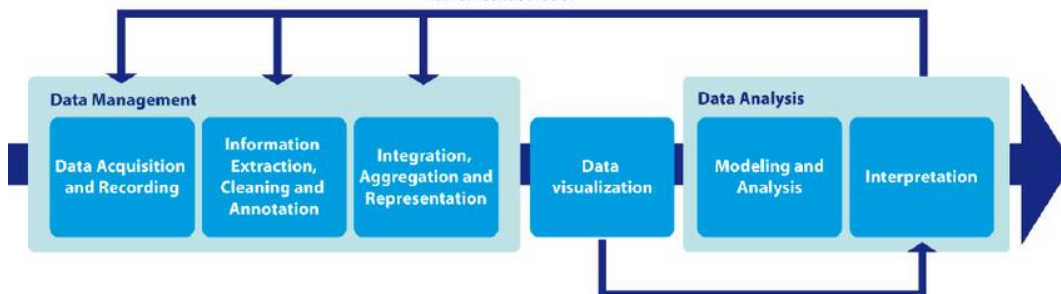 Data Management
Data Acquisition
and Recording
Information
Extraction,
Cleaning and
Annotation
Integration,
Aggregation and
Representation
Data
visualization
Data Analysis
Modeling and
Analysis
Interpretation